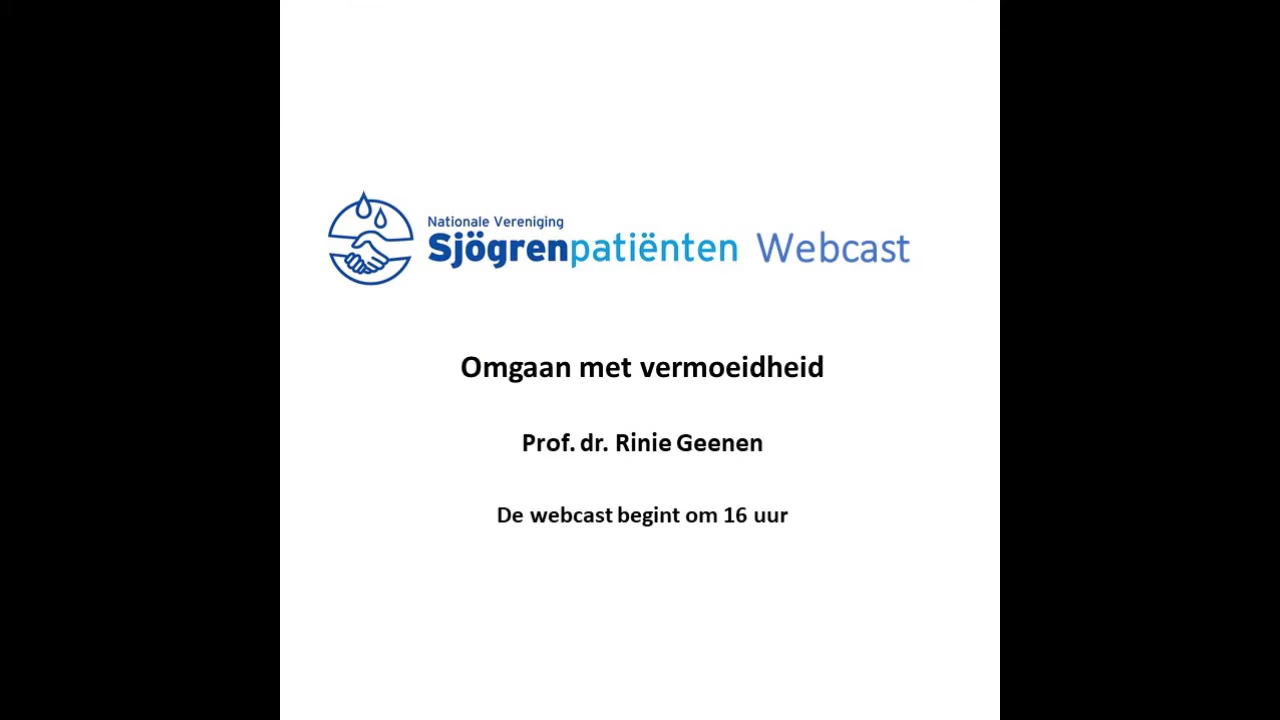 Nationale Vereniging
Sjögrenpatiënten Webcast
Omgaan met vermoeidheid
Prof. dr. Rinie Geenen
De webcast begint om 16 uur